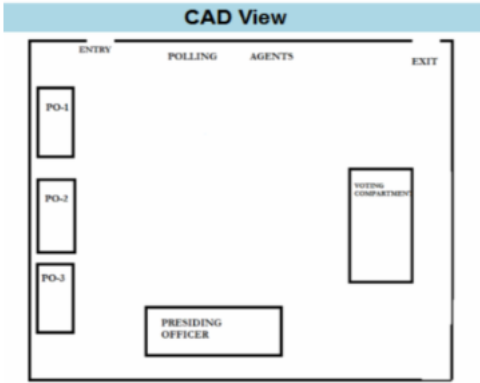 CAD View
ENTRY
POLLING AGENTS
EXIT
PO-1
PO-2
VOTING
COMPARTMENT
PO-3
PRESIDING
OFFICER